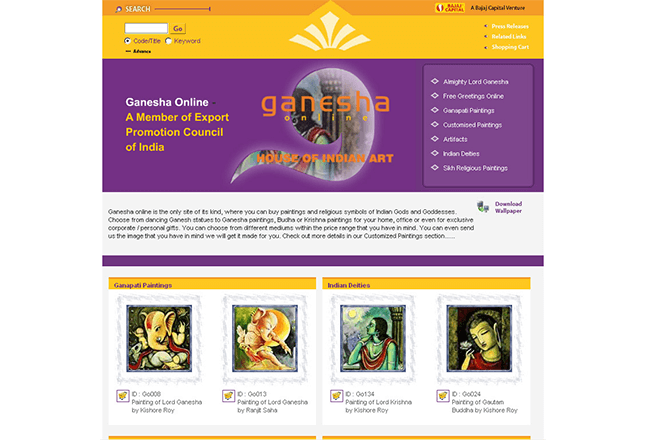 SEARCH
BAJAJ CAPITAL
A Bajaj Capital Venture
Go
Code/Title Keyword
Advance
Press Releases
Related Links
Shopping Cart
Ganesha Online -
A Member of Export
Promotion Council
of India
ganesha
online
HOUSE OF INDIAN ART
Almighty Lord Ganesha
Free Greetings Online
Ganapati Paintings
Customised Paintings
Artifacts
Indian Deities
Sikh Religious Paintings
Ganesha online is the only site of its kind, where you can buy paintings and religious symbols of Indian Gods and Goddesses.
Choose from dancing Ganesh statues to Ganesha paintings, Budha or Krishna paintings for your home, office or even for exclusive
corporate / personal gifts. You can choose from different mediums within the price range that you have in mind. You can even send
us the image that you have in mind we will get it made for you. Check out more details in our Customized Paintings section......
Download
Wallpaper
Ganapati Paintings
ID : Go008
Painting of Lord Ganesha
by Kishore Roy
ID : Go013
Painting of Lord Ganesha
by Ranjit Saha
Indian Deities
ID : Go134
Painting of Lord Krishna
by Kishore Roy
ID : Go024
Painting of Gautam
Buddha by Kishore Roy